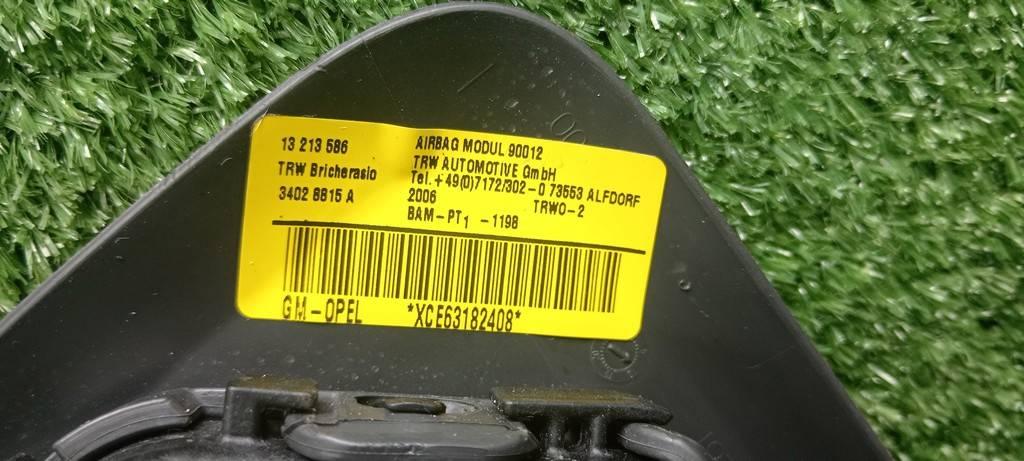 13 213 586
TRW Bricherasio
3402 8815 A
AIRBAG MODUL 90012
TRW AUTOMOTIVE GmbH
Tel.+49(0)7172/302-0 73553 ALFDORF
2006 TRWO-2
BAM-PT1 -1198
GM-OPEL *XCE63182408*